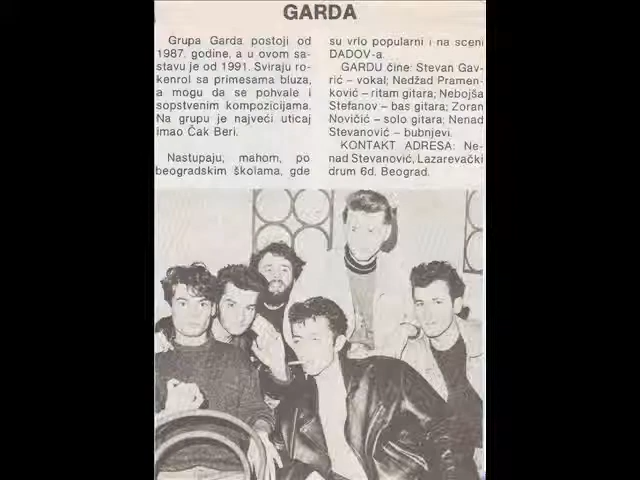 GARDA
Grupa Garda postoji od
1987. godine, a u ovom sa-
stavu je od 1991. Sviraju ro-
kenrol sa primesama bluza,
a mogu da se pohvale i
sopstvenim kompozicijama.
Na grupu je najveći uticaj
imao Čak Beri.
Nastupaju, mahom, po
beogradskim školama, gde
su vrlo popularni i na sceni
DADOV-a.
GARDU čine: Stevan Gav-
rić – vokal; Nedžad Pramen-
ković – ritam gitara; Nebojša
Stefanov – bas gitara; Zoran
Novičić – solo gitara; Nenad
Stevanović – bubnjevi.
KONTAKT ADRESA: Ne-
nad Stevanović, Lazarevački
drum 6d. Beograd.